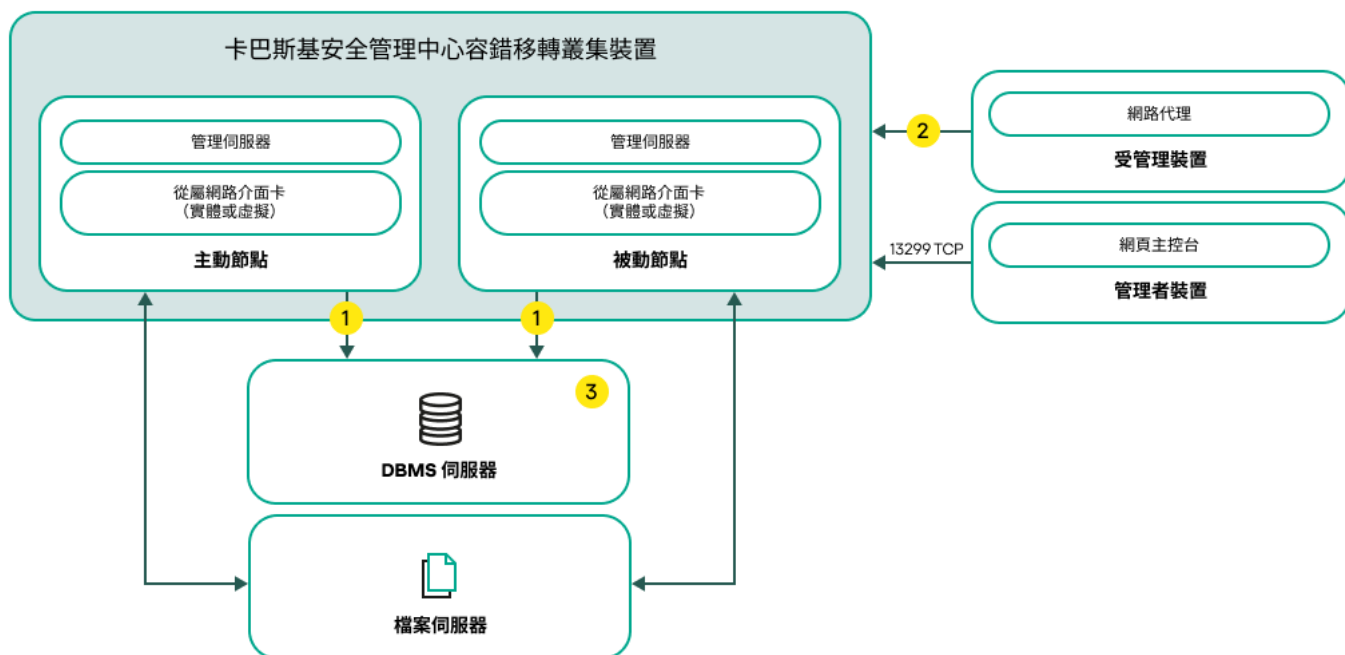 卡巴斯基安全管理中心容錯移轉叢集裝置
管理伺服器
從屬網路介面卡
（實體或虛擬）
主動節點
管理伺服器
從屬網路介面卡
（實體或虛擬）
被動節點
2
網路代理
受管理裝置
13299 TCP
網頁主控台
管理者裝置
1
1
3
DBMS 伺服器
檔案伺服器